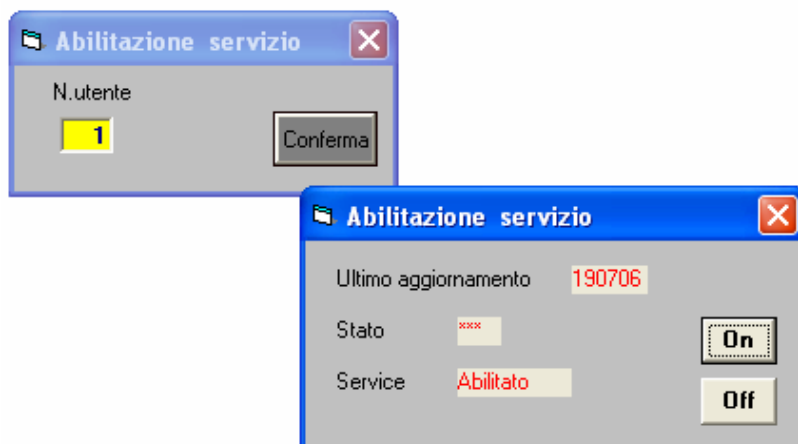 Abilitazione servizio
N.utente
1
Conferma
Abilitazione servizio
Ultimo aggiornamento 190706
Stato ***
On
Service Abilitato
Off